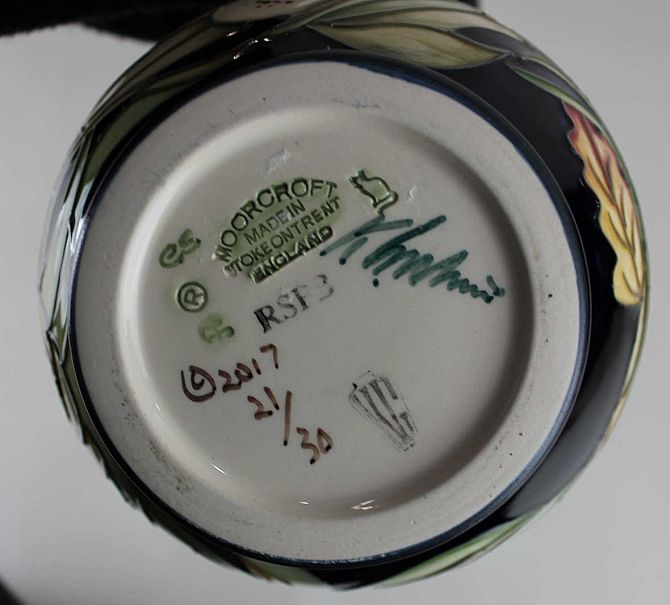 MOORCROFT
MADE IN
STOKE ON TRENT
ENGLAND
®
RSPB
© 2017
21/30